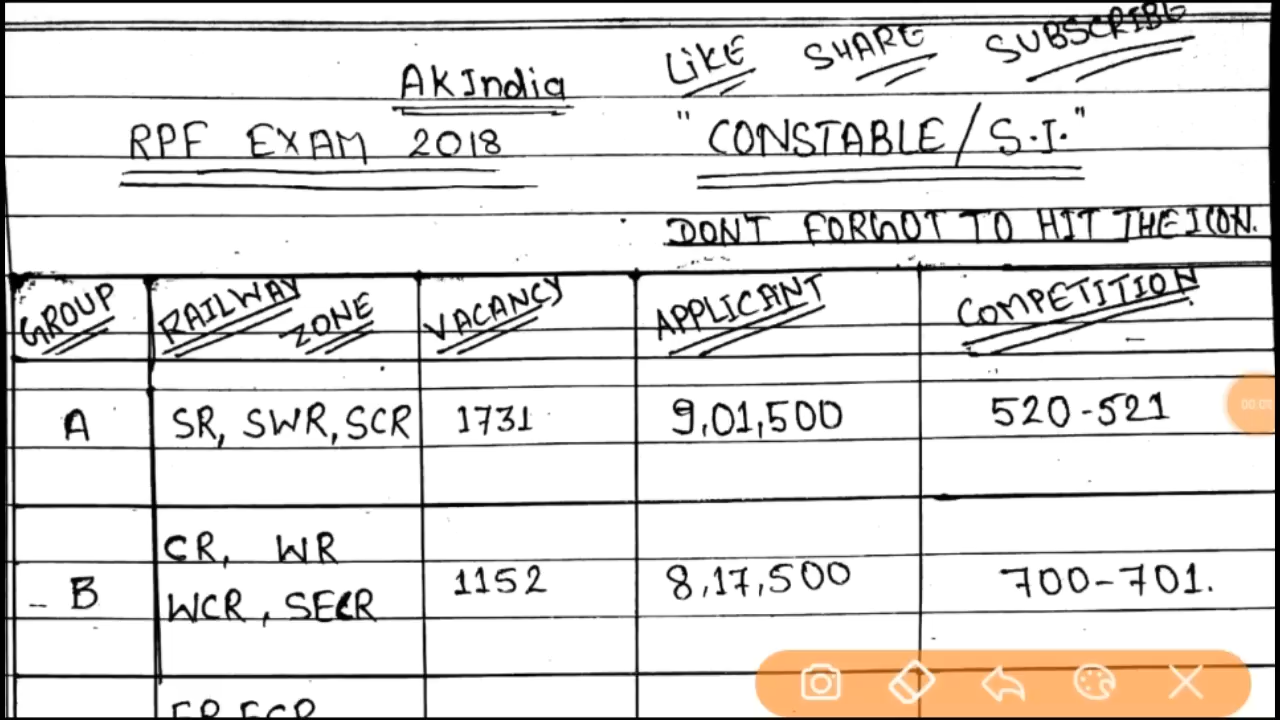 LIKE SHARE SUBSCRIBE
AKIndia
RPF EXAM 2018 "CONSTABLE/S.I."
DONT FORGOT TO HIT THE ICON.
GROUP RAILWAY ZONE VACANCY APPLICANT COMPETITION
A SR, SWR, SCR 1731 9,01,500 520-521
CR, WR
B WCR, SECR 1152 8,17,500 700-701.